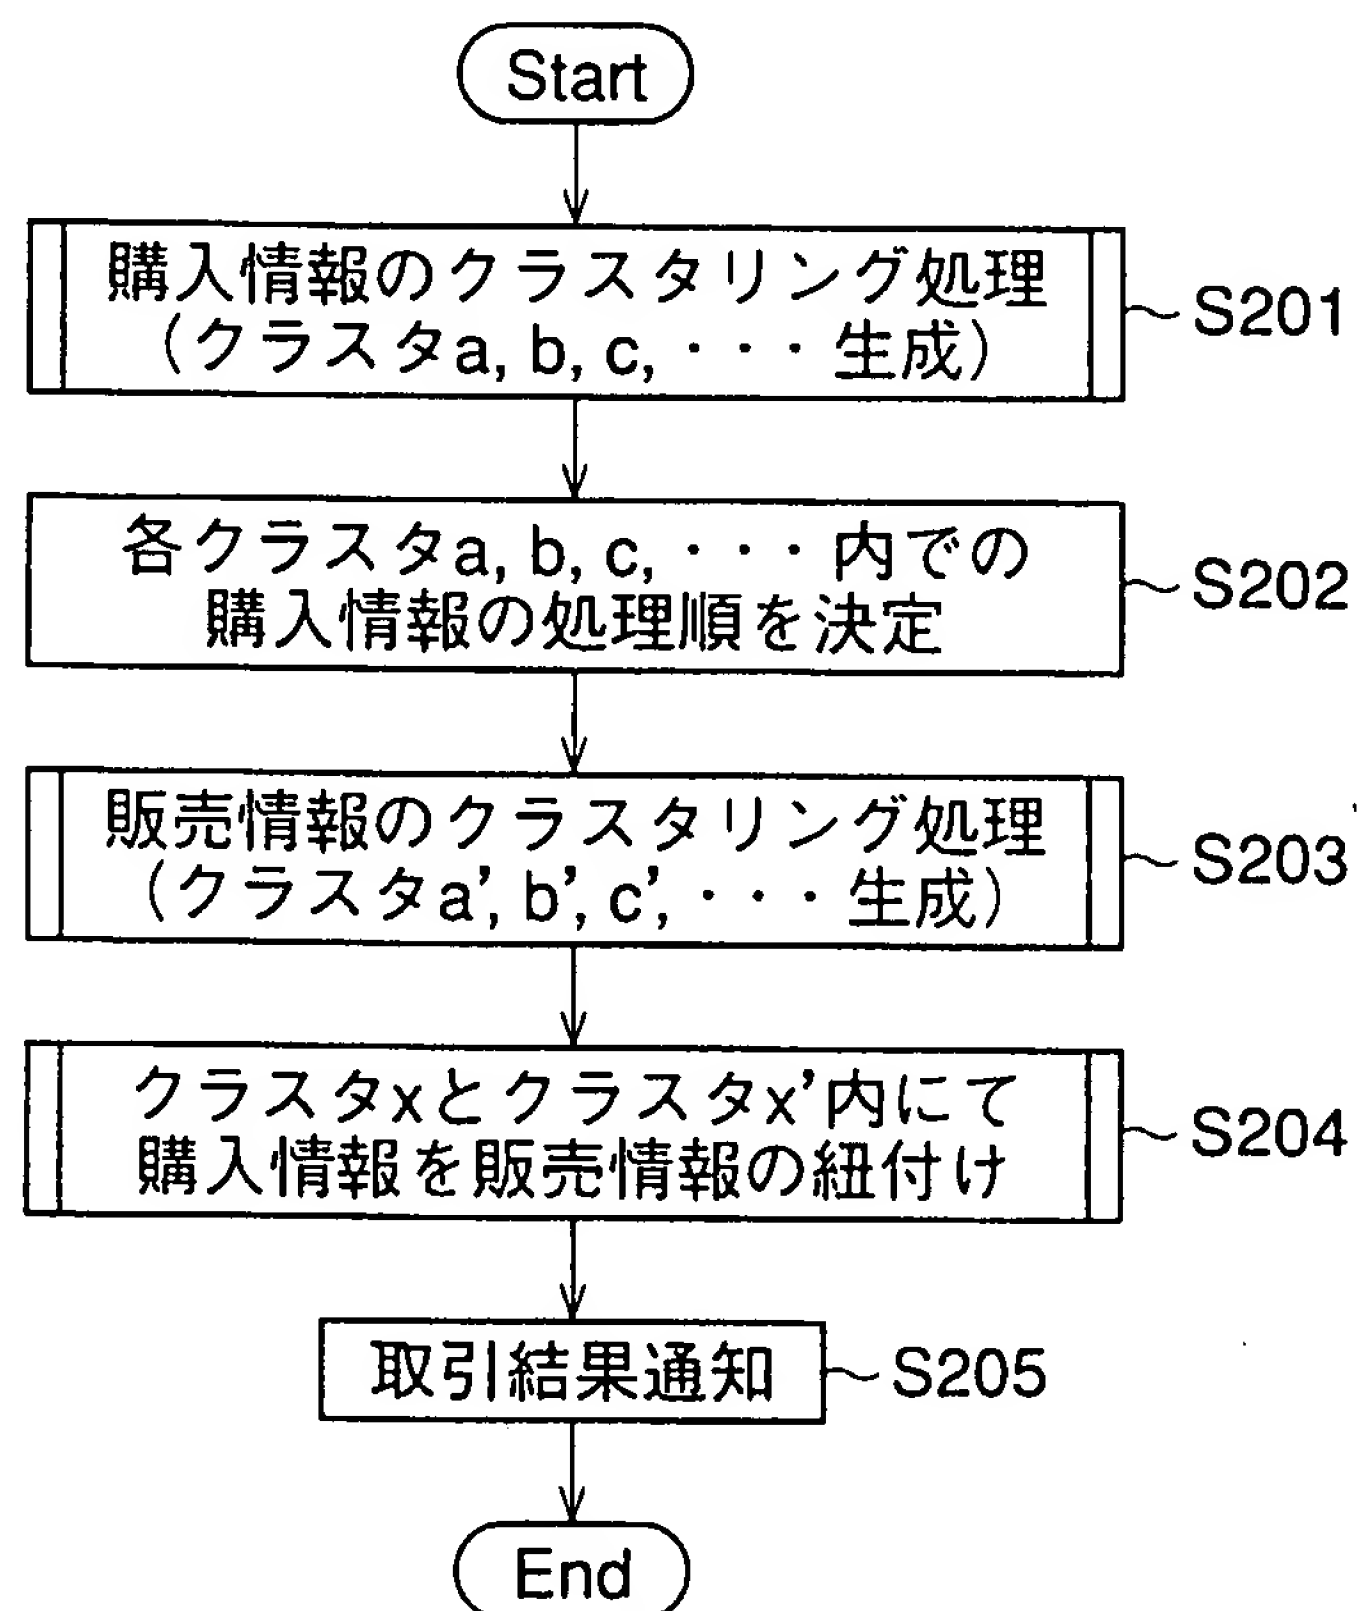 Start
購入情報のクラスタリング処理
(クラスタa, b, c, ・・・ 生成)
S201
各クラスタa, b, c, ・・・ 内での
購入情報の処理順を決定
S202
販売情報のクラスタリング処理
(クラスタa', b', c', ・・・ 生成)
S203
クラスタxとクラスタx'内にて
購入情報を販売情報の紐付け
S204
取引結果通知
S205
End